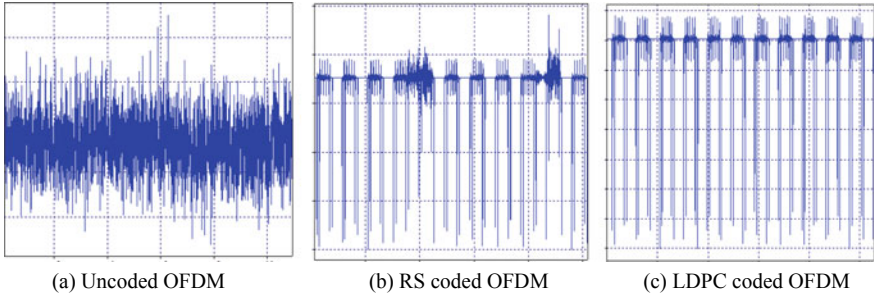 (a) Uncoded OFDM
(b) RS coded OFDM
(c) LDPC coded OFDM